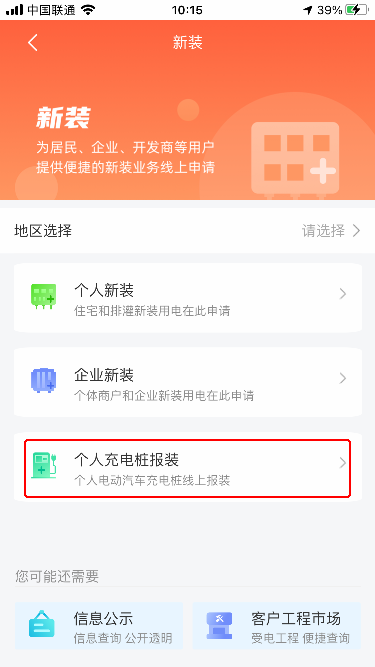 中国联通 10:15 39%
新装
新装
为居民、企业、开发商等用户
提供便捷的新装业务线上申请
地区选择 请选择
个人新装
住宅和排灌新装用电在此申请
企业新装
个体商户和企业新装用电在此申请
个人充电桩报装
个人电动汽车充电桩线上报装
您可能还需要
信息公示
信息查询 公开透明
客户工程市场
受电工程 便捷查询